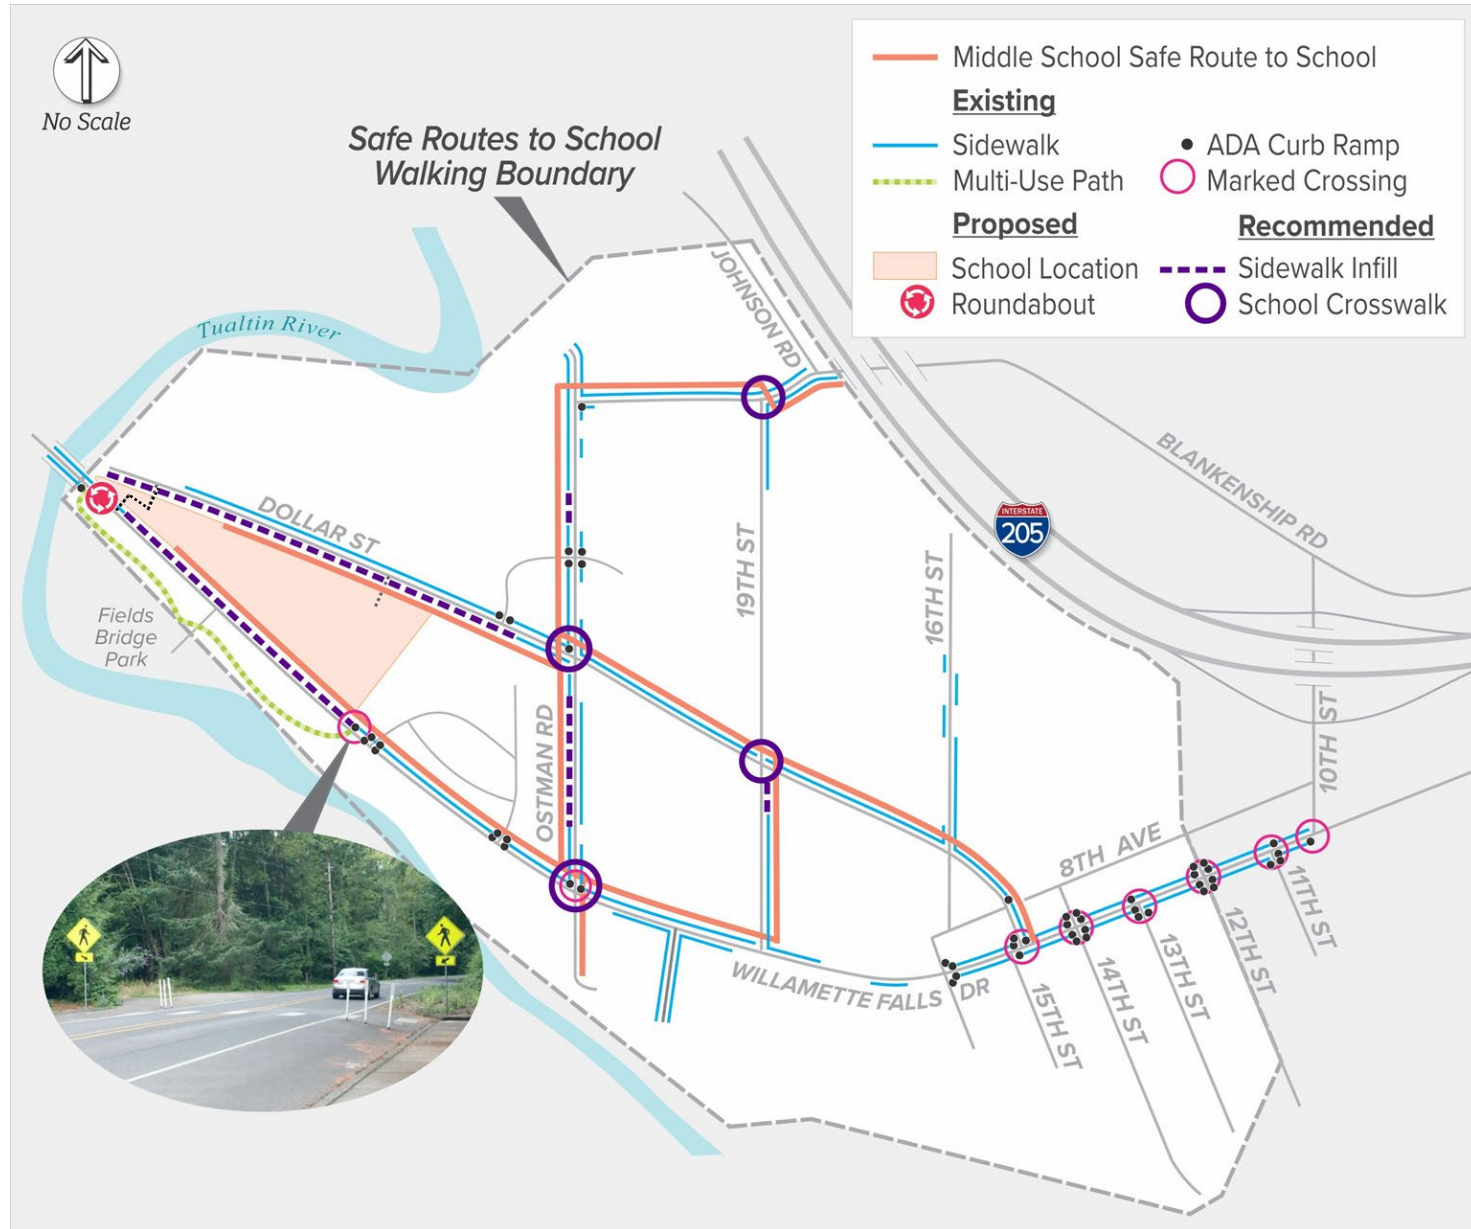 No Scale
Safe Routes to School
Walking Boundary
Middle School Safe Route to School
Existing
Sidewalk
ADA Curb Ramp
Multi-Use Path
Marked Crossing
Proposed
Recommended
School Location
Sidewalk Infill
Roundabout
School Crosswalk
Tualtin River
JOHNSON RD
BLANKENSHIP RD
INTERSTATE
205
DOLLAR ST
19TH ST
16TH ST
Fields
Bridge
Park
OSTMAN RD
10TH ST
8TH AVE
11TH ST
12TH ST
13TH ST
14TH ST
15TH ST
WILLAMETTE FALLS DR